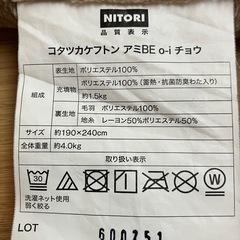 NITORI
品質表示
コタツカケフトン アミBE o-i チョウ
組成
表生地 ポリエステル100%
充填物 ポリエステル100%（蓄熱・抗菌防臭わた入り）
約1.5kg
裏生地 毛羽 ポリエステル100%
地糸 レーヨン50%ポリエステル50%
サイズ 約190×240cm
全体重量 約4.0kg
取り扱い表示
30
洗濯ネット使用
弱く絞る
LOT